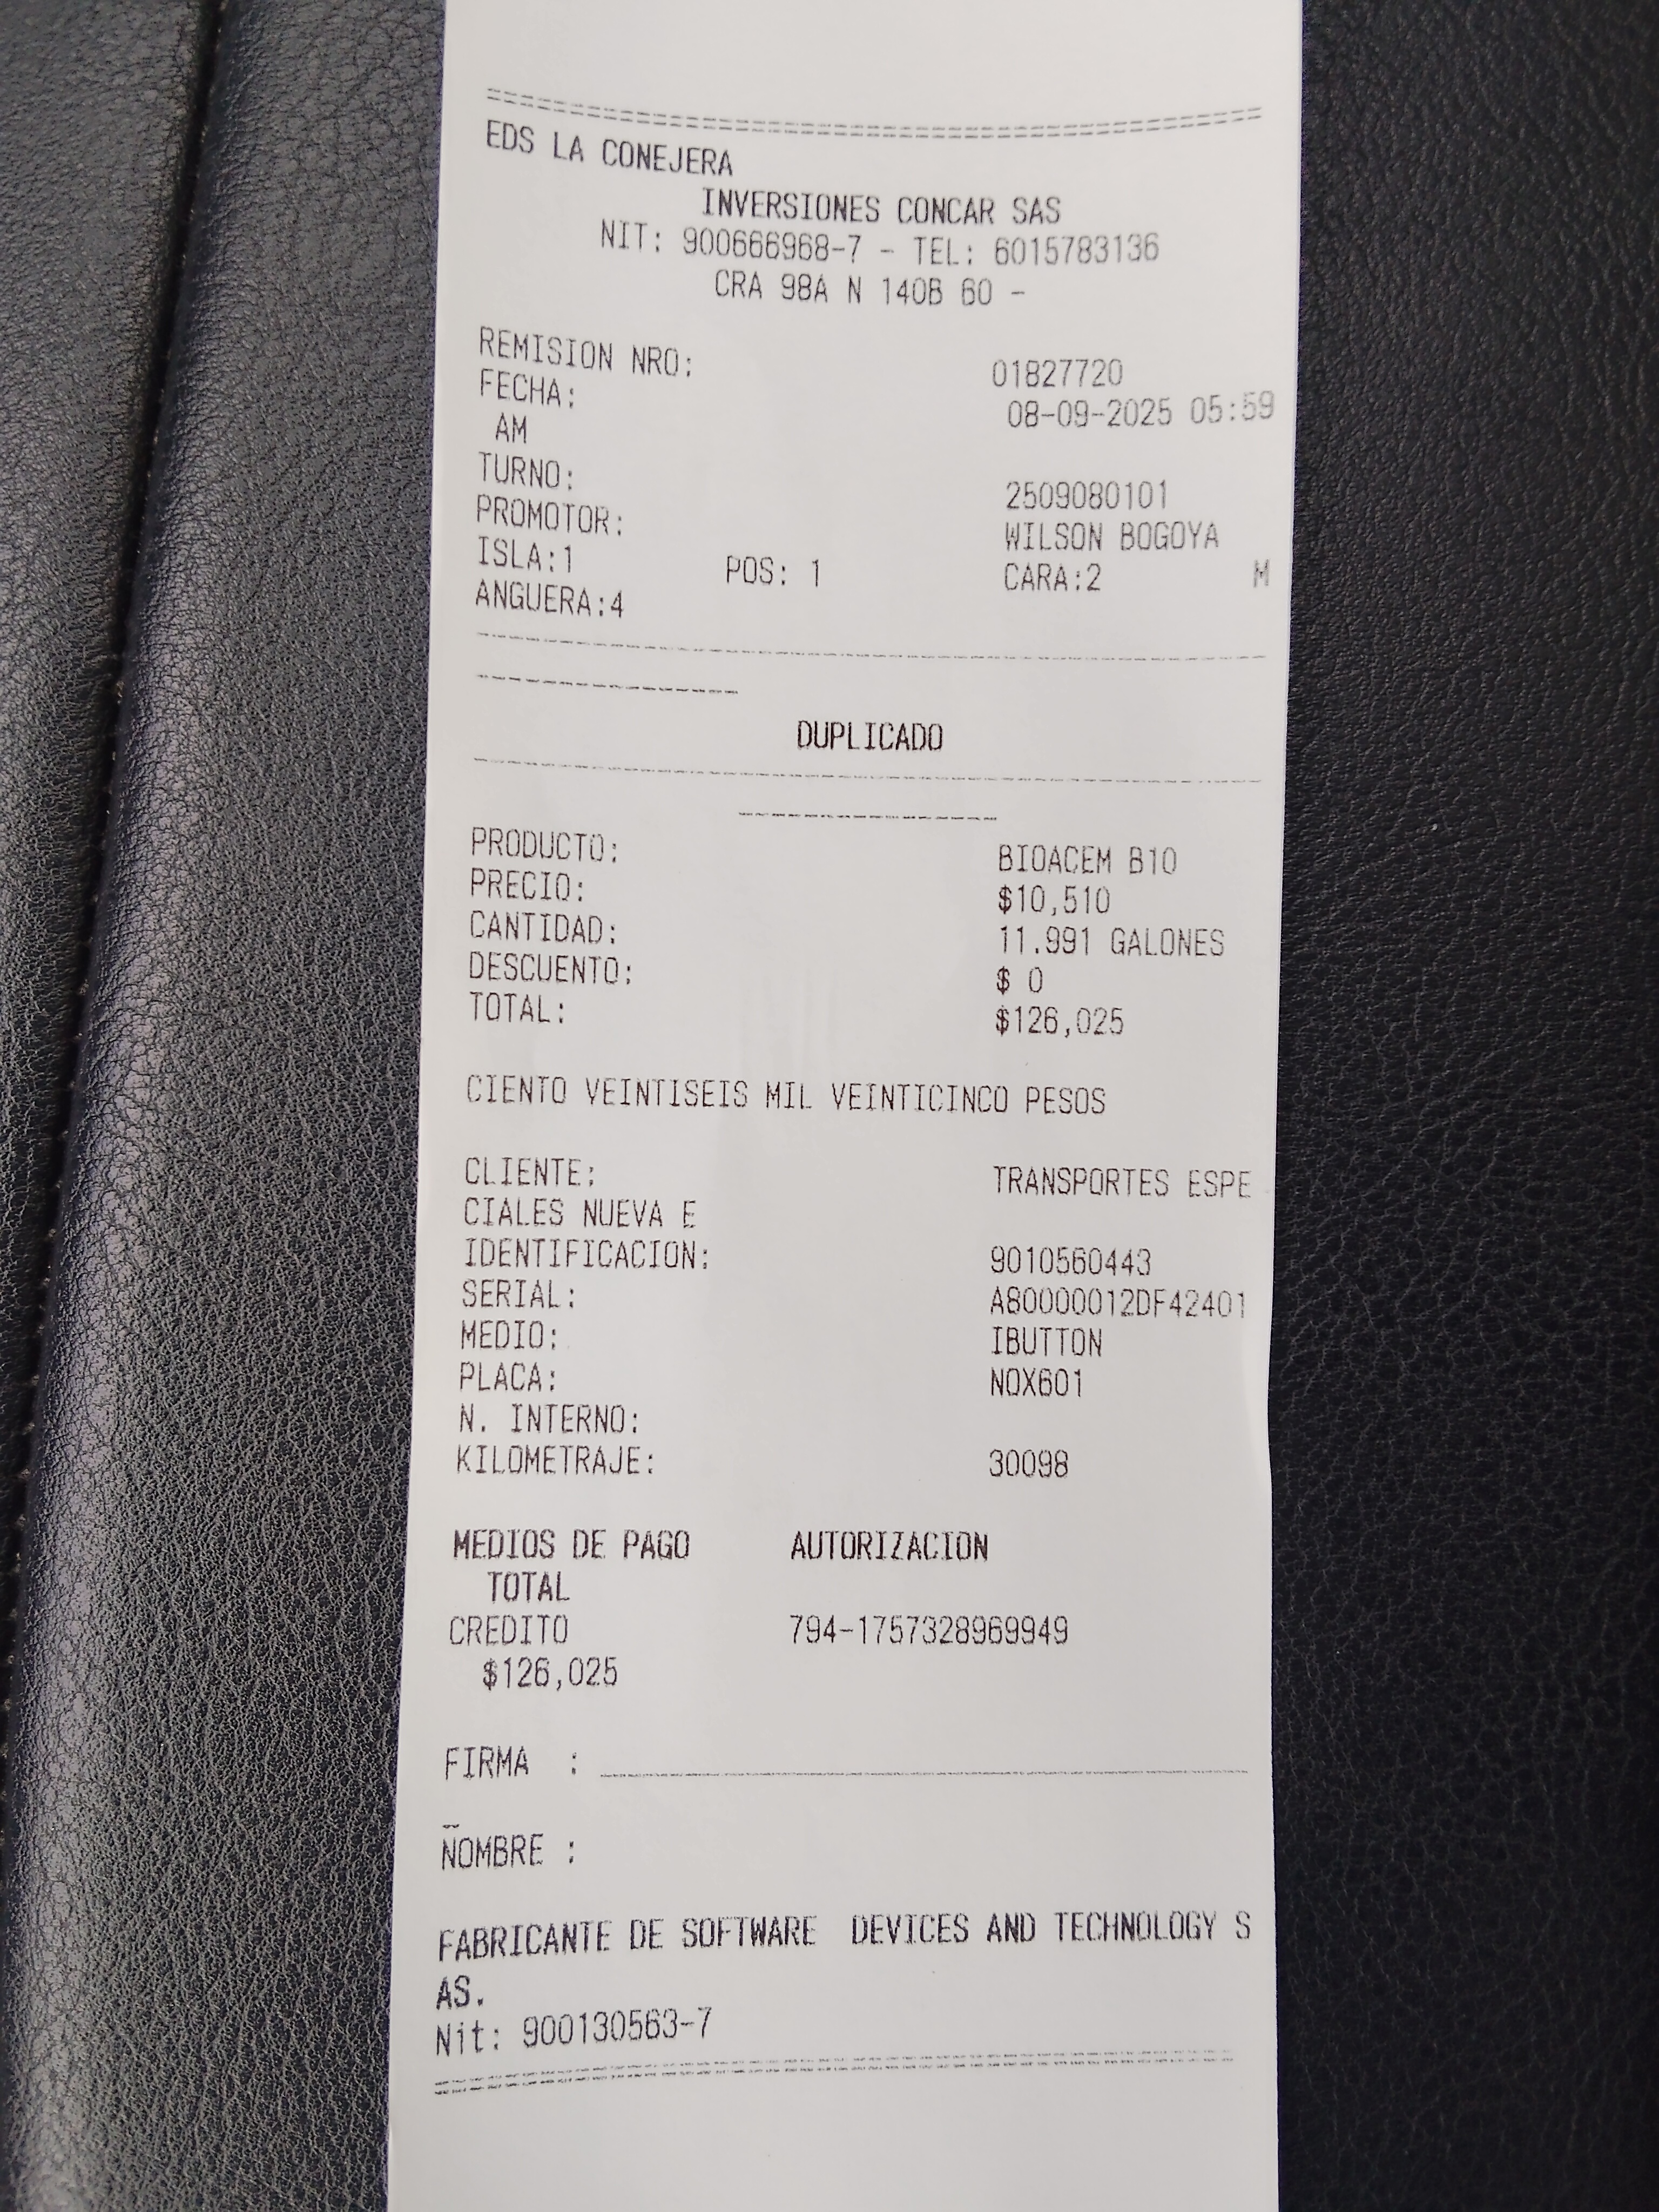 EDS LA CONEJERA
INVERSIONES CONCAR SAS
NIT: 900666968-7 - TEL: 6015783136
CRA 98A N 140B 60 -
REMISION NRO: 01827720
FECHA: 08-09-2025 05:59
AM
TURNO: 2509080101
PROMOTOR: WILSON BOGOYA
ISLA:1 POS: 1 CARA:2 M
ANGUERA:4
DUPLICADO
PRODUCTO: BIOACEM B10
PRECIO: $10,510
CANTIDAD: 11.991 GALONES
DESCUENTO: $ 0
TOTAL: $126,025
CIENTO VEINTISEIS MIL VEINTICINCO PESOS
CLIENTE: TRANSPORTES ESPE
CIALES NUEVA E
IDENTIFICACION: 9010560443
SERIAL: A80000012DF42401
MEDIO: IBUTTON
PLACA: NOX601
N. INTERNO:
KILOMETRAJE: 30098
MEDIOS DE PAGO AUTORIZACION
TOTAL
CREDITO 794-1757328969949
$126,025
FIRMA :
NOMBRE :
FABRICANTE DE SOFTWARE DEVICES AND TECHNOLOGY S
AS.
Nit: 900130563-7